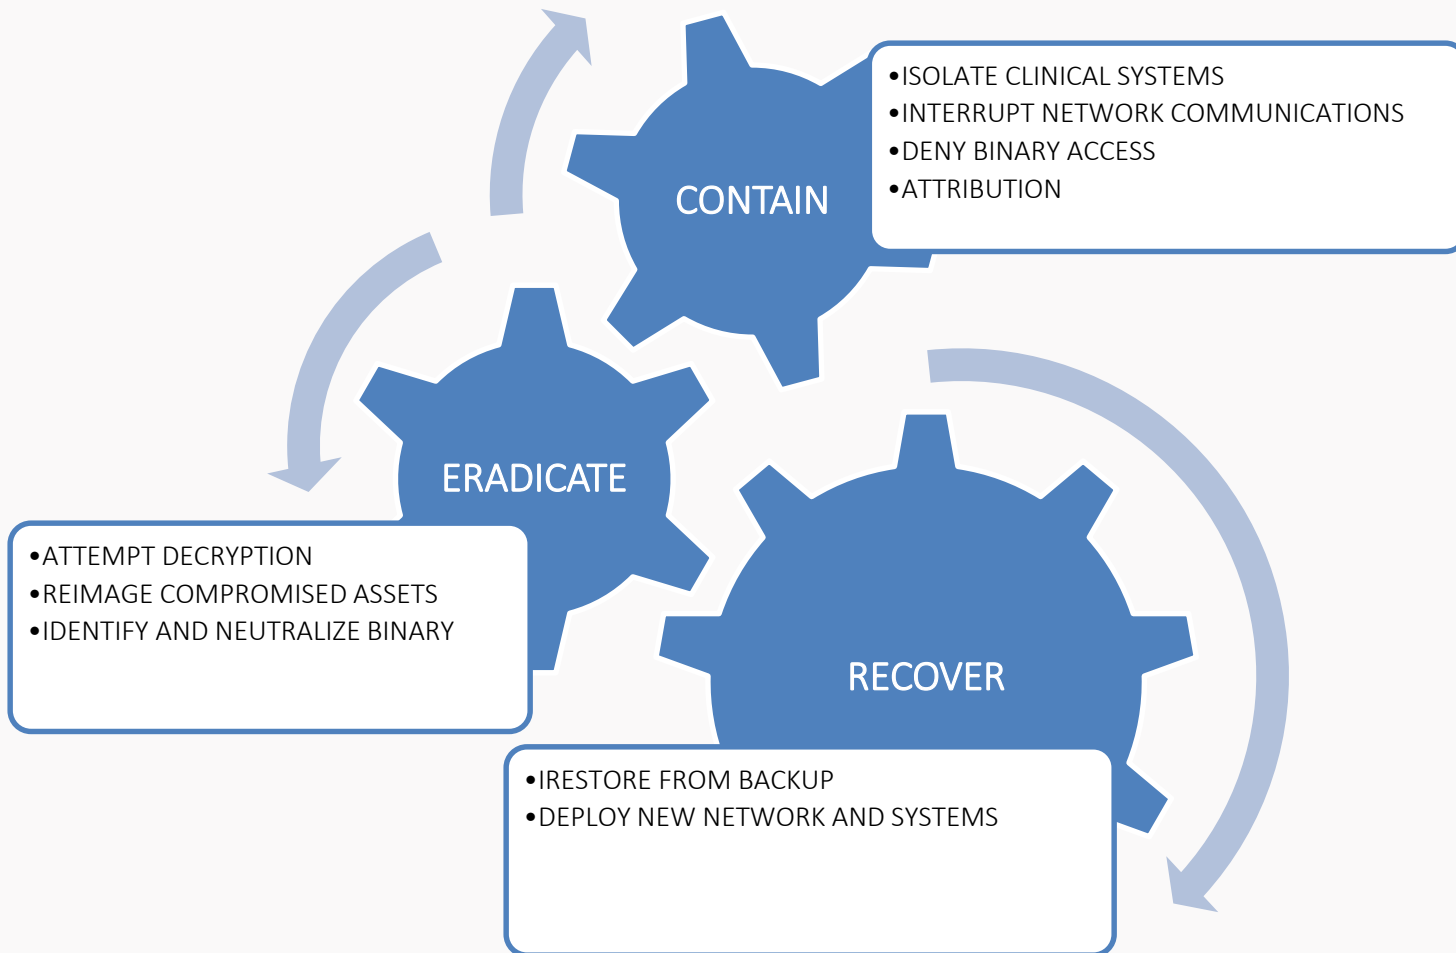 CONTAIN
•ISOLATE CLINICAL SYSTEMS
•INTERRUPT NETWORK COMMUNICATIONS
•DENY BINARY ACCESS
•ATTRIBUTION
ERADICATE
•ATTEMPT DECRYPTION
•REIMAGE COMPROMISED ASSETS
•IDENTIFY AND NEUTRALIZE BINARY
RECOVER
•IRESTORE FROM BACKUP
•DEPLOY NEW NETWORK AND SYSTEMS